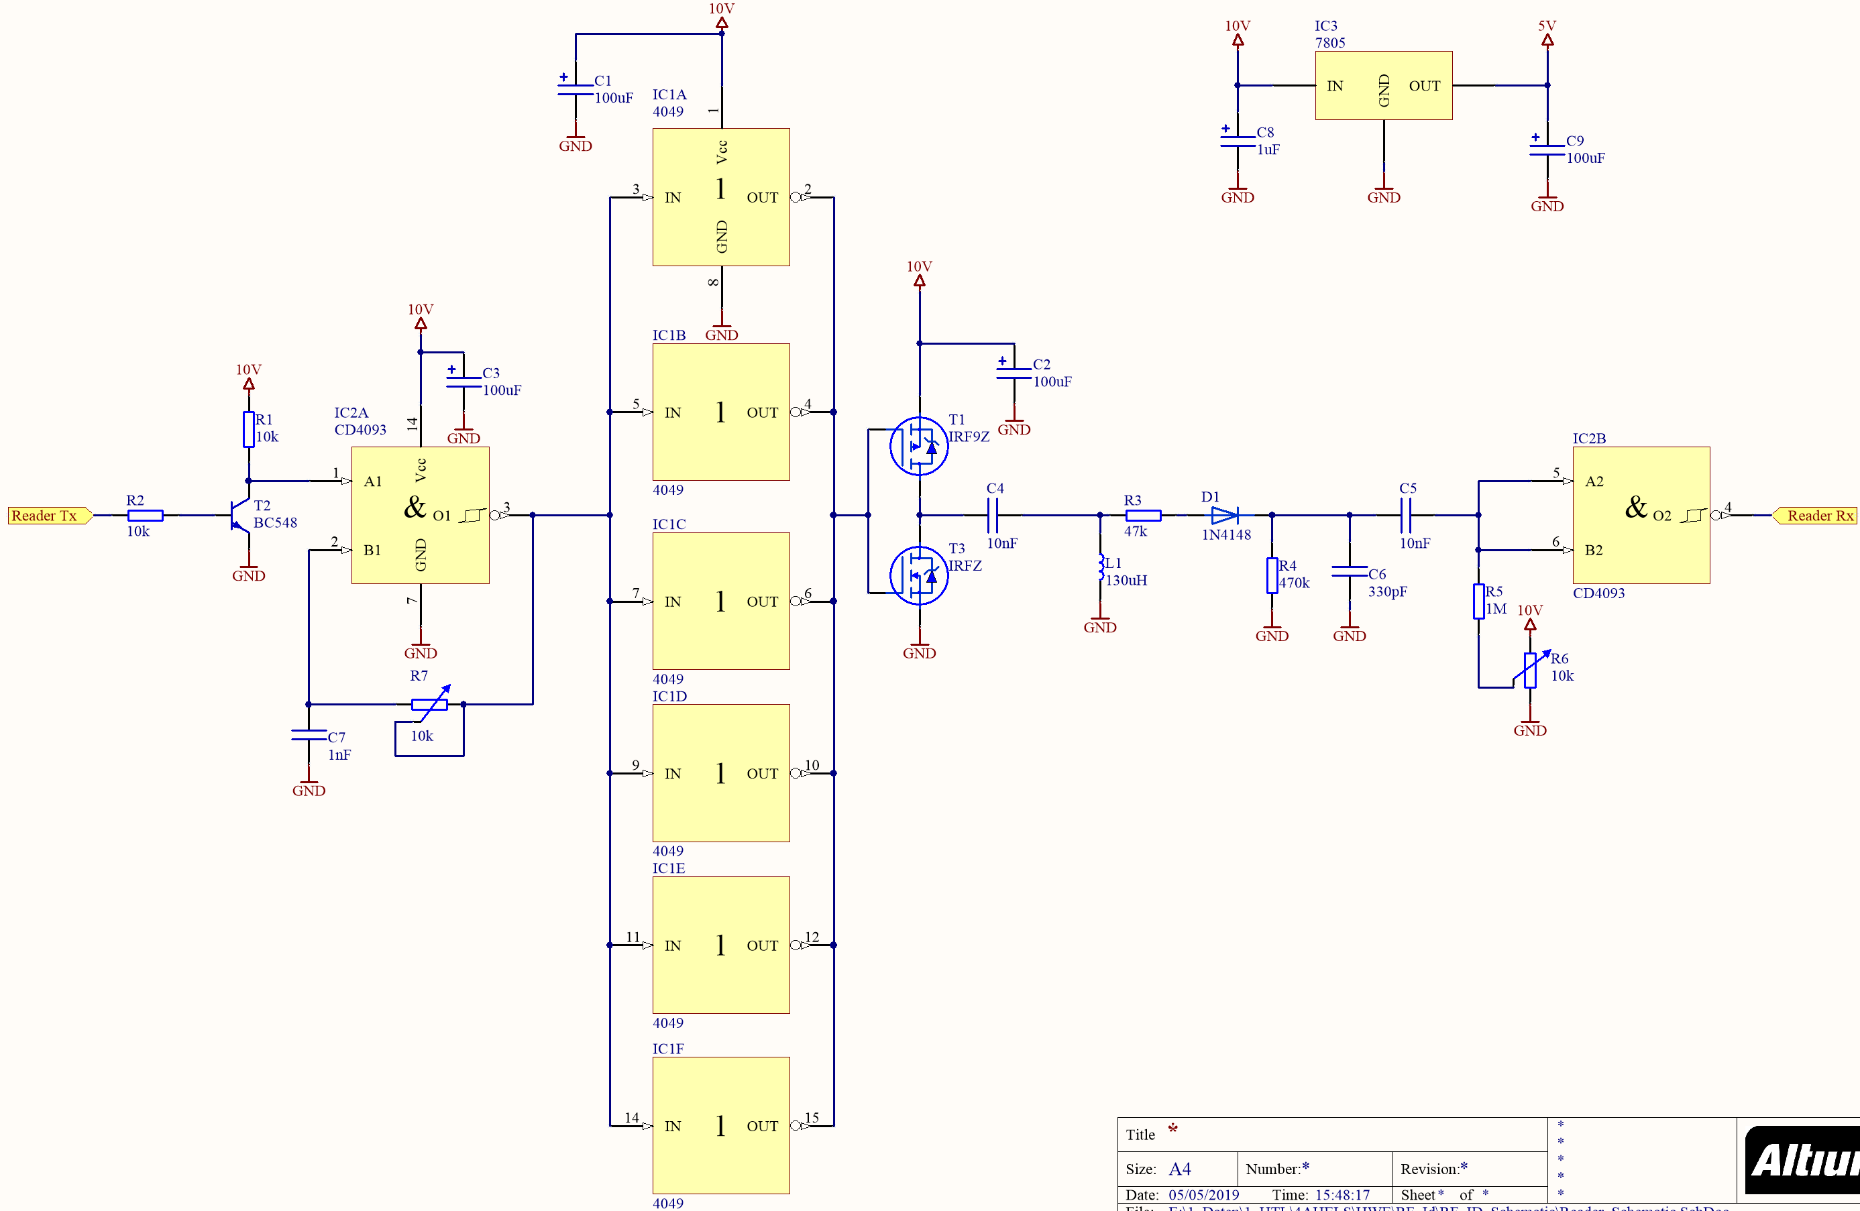 10V
C1
100uF
GND
IC1A
4049
1
Vcc
3
IN
1
OUT
2
GND
8
GND
10V
IC3
7805
5V
IN
GND
OUT
C8
1uF
GND
GND
C9
100uF
GND
IC1B
5
IN
1
OUT
4
4049
IC1C
7
IN
1
OUT
6
4049
IC1D
9
IN
1
OUT
10
4049
IC1E
11
IN
1
OUT
12
4049
IC1F
14
IN
1
OUT
15
4049
10V
C3
100uF
GND
10V
R1
10k
IC2A
CD4093
14
Vcc
1
A1
Reader Tx
R2
10k
T2
BC548
GND
& O1
3
2
B1
GND
7
GND
R7
10k
C7
1nF
GND
10V
C2
100uF
GND
T1
IRF9Z
T3
IRFZ
GND
C4
10nF
L1
130uH
GND
R3
47k
D1
1N4148
R4
470k
GND
C6
330pF
GND
C5
10nF
IC2B
5
A2
& O2
4
Reader Rx
6
B2
CD4093
R5
1M
10V
R6
10k
GND
Title *
Size: A4
Number:*
Revision:*
Date: 05/05/2019
Time: 15:48:17
Sheet* of *
*
*
*
*
*